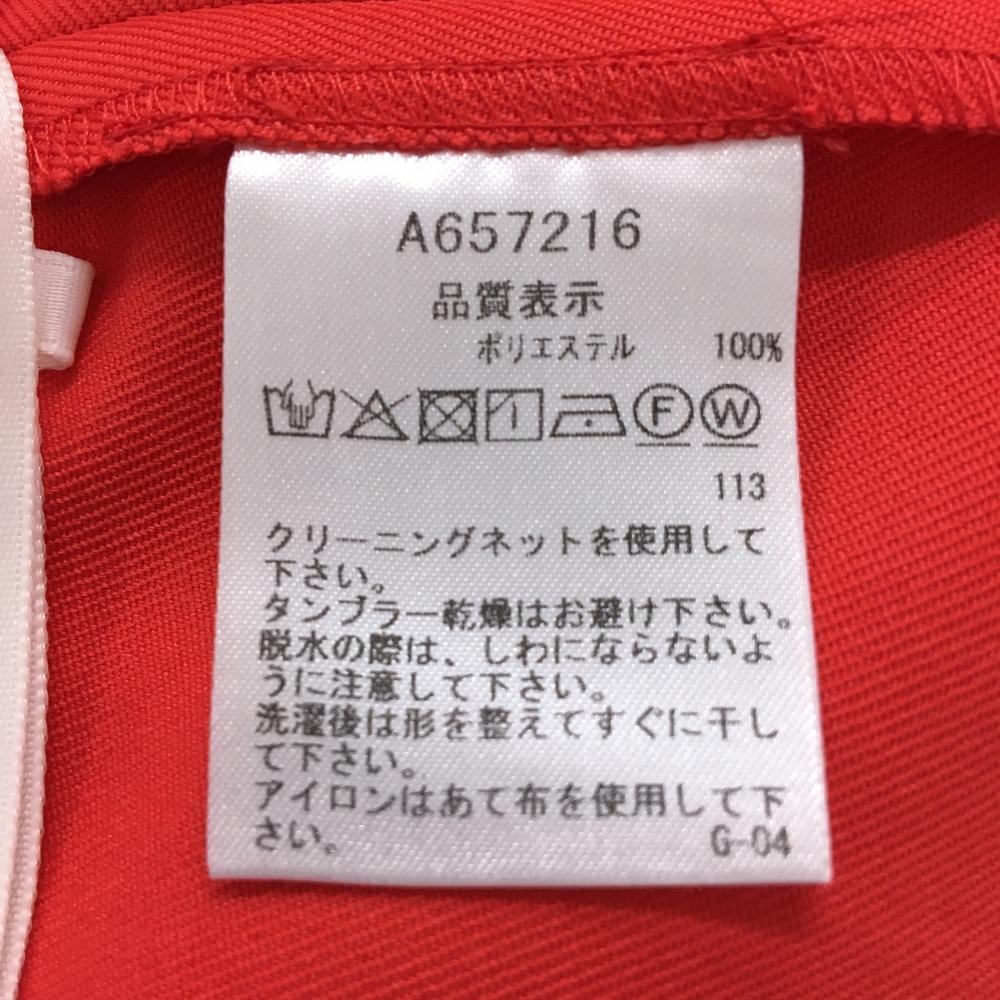 A657216
品質表示
ポリエステル 100%
F W
113
クリーニングネットを使用して
下さい。
タンブラー乾燥はお避け下さい。
脱水の際は、しわにならないよ
うに注意して下さい。
洗濯後は形を整えてすぐに干し
て下さい。
アイロンはあて布を使用して下
さい。 G-04